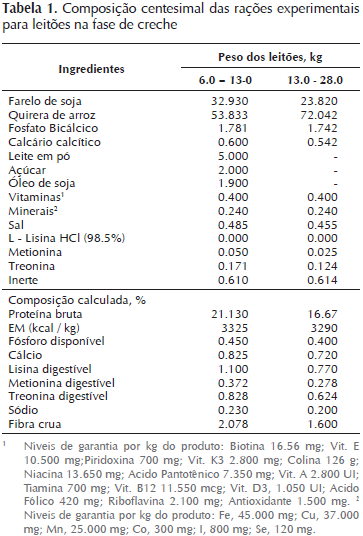 Tabela 1. Composição centesimal das rações experimentais
para leitões na fase de creche
Ingredientes Peso dos leitões, kg
6.0 = 13-0 13.0 - 28.0
Farelo de soja 32.930 23.820
Quirera de arroz 53.833 72.042
Fosfato Bicálcico 1.781 1.742
Calcário calcítico 0.600 0.542
Leite em pó 5.000 -
Açúcar 2.000 -
Óleo de soja 1.900 -
Vitaminas¹ 0.400 0.400
Minerais² 0.240 0.240
Sal 0.485 0.455
L - Lisina HCl (98.5%) 0.000 0.000
Metionina 0.050 0.025
Treonina 0.171 0.124
Inerte 0.610 0.614
Composição calculada, %
Proteína bruta 21.130 16.67
EM (kcal / kg) 3325 3290
Fósforo disponível 0.450 0.400
Cálcio 0.825 0.720
Lisina digestível 1.100 0.770
Metionina digestível 0.372 0.278
Treonina digestível 0.828 0.624
Sódio 0.230 0.200
Fibra crua 2.078 1.600
¹ Niveis de garantia por kg do produto: Biotina 16.56 mg; Vit. E
10.500 mg;Piridoxina 700 mg; Vit. K3 2.800 mg; Colina 126 g;
Niacina 13.650 mg; Acido Pantotênico 7.350 mg; Vit. A 2.800 UI;
Tiamina 700 mg; Vit. B12 11.550 mcg; Vit. D3, 1.050 UI; Acido
Fólico 420 mg; Riboflavina 2.100 mg; Antioxidante 1.500 mg. ²
Niveis de garantia por kg do produto: Fe, 45.000 mg; Cu, 37.000
mg; Mn, 25.000 mg; Co, 300 mg; I, 800 mg; Se, 120 mg.